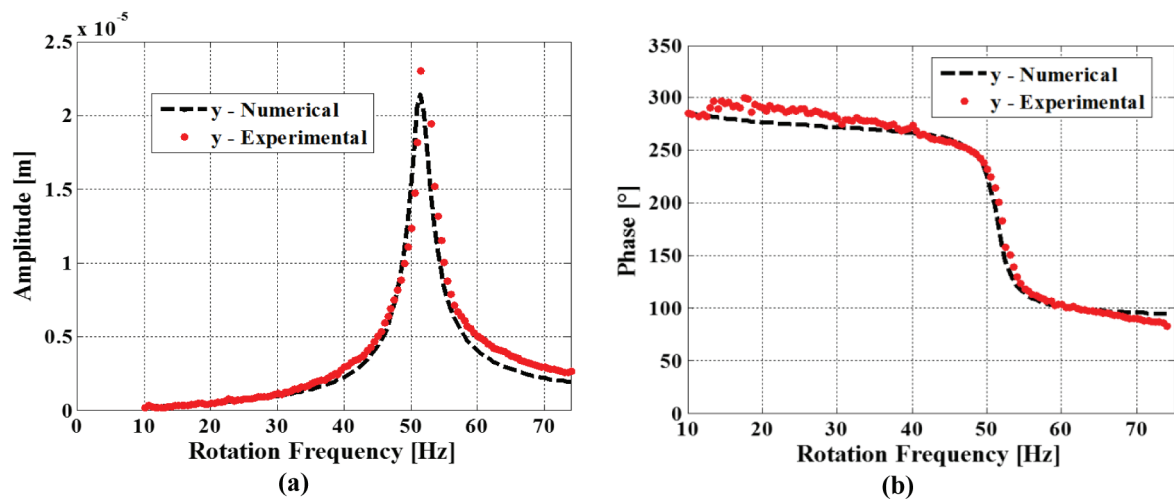 x 10⁻⁵
2.5
2
1.5
1
0.5
0
Amplitude [m]
y - Numerical
y - Experimental
0 10 20 30 40 50 60 70
Rotation Frequency [Hz]
(a)
350
300
250
200
150
100
50
0
Phase [°]
y - Numerical
y - Experimental
10 20 30 40 50 60 70
Rotation Frequency [Hz]
(b)